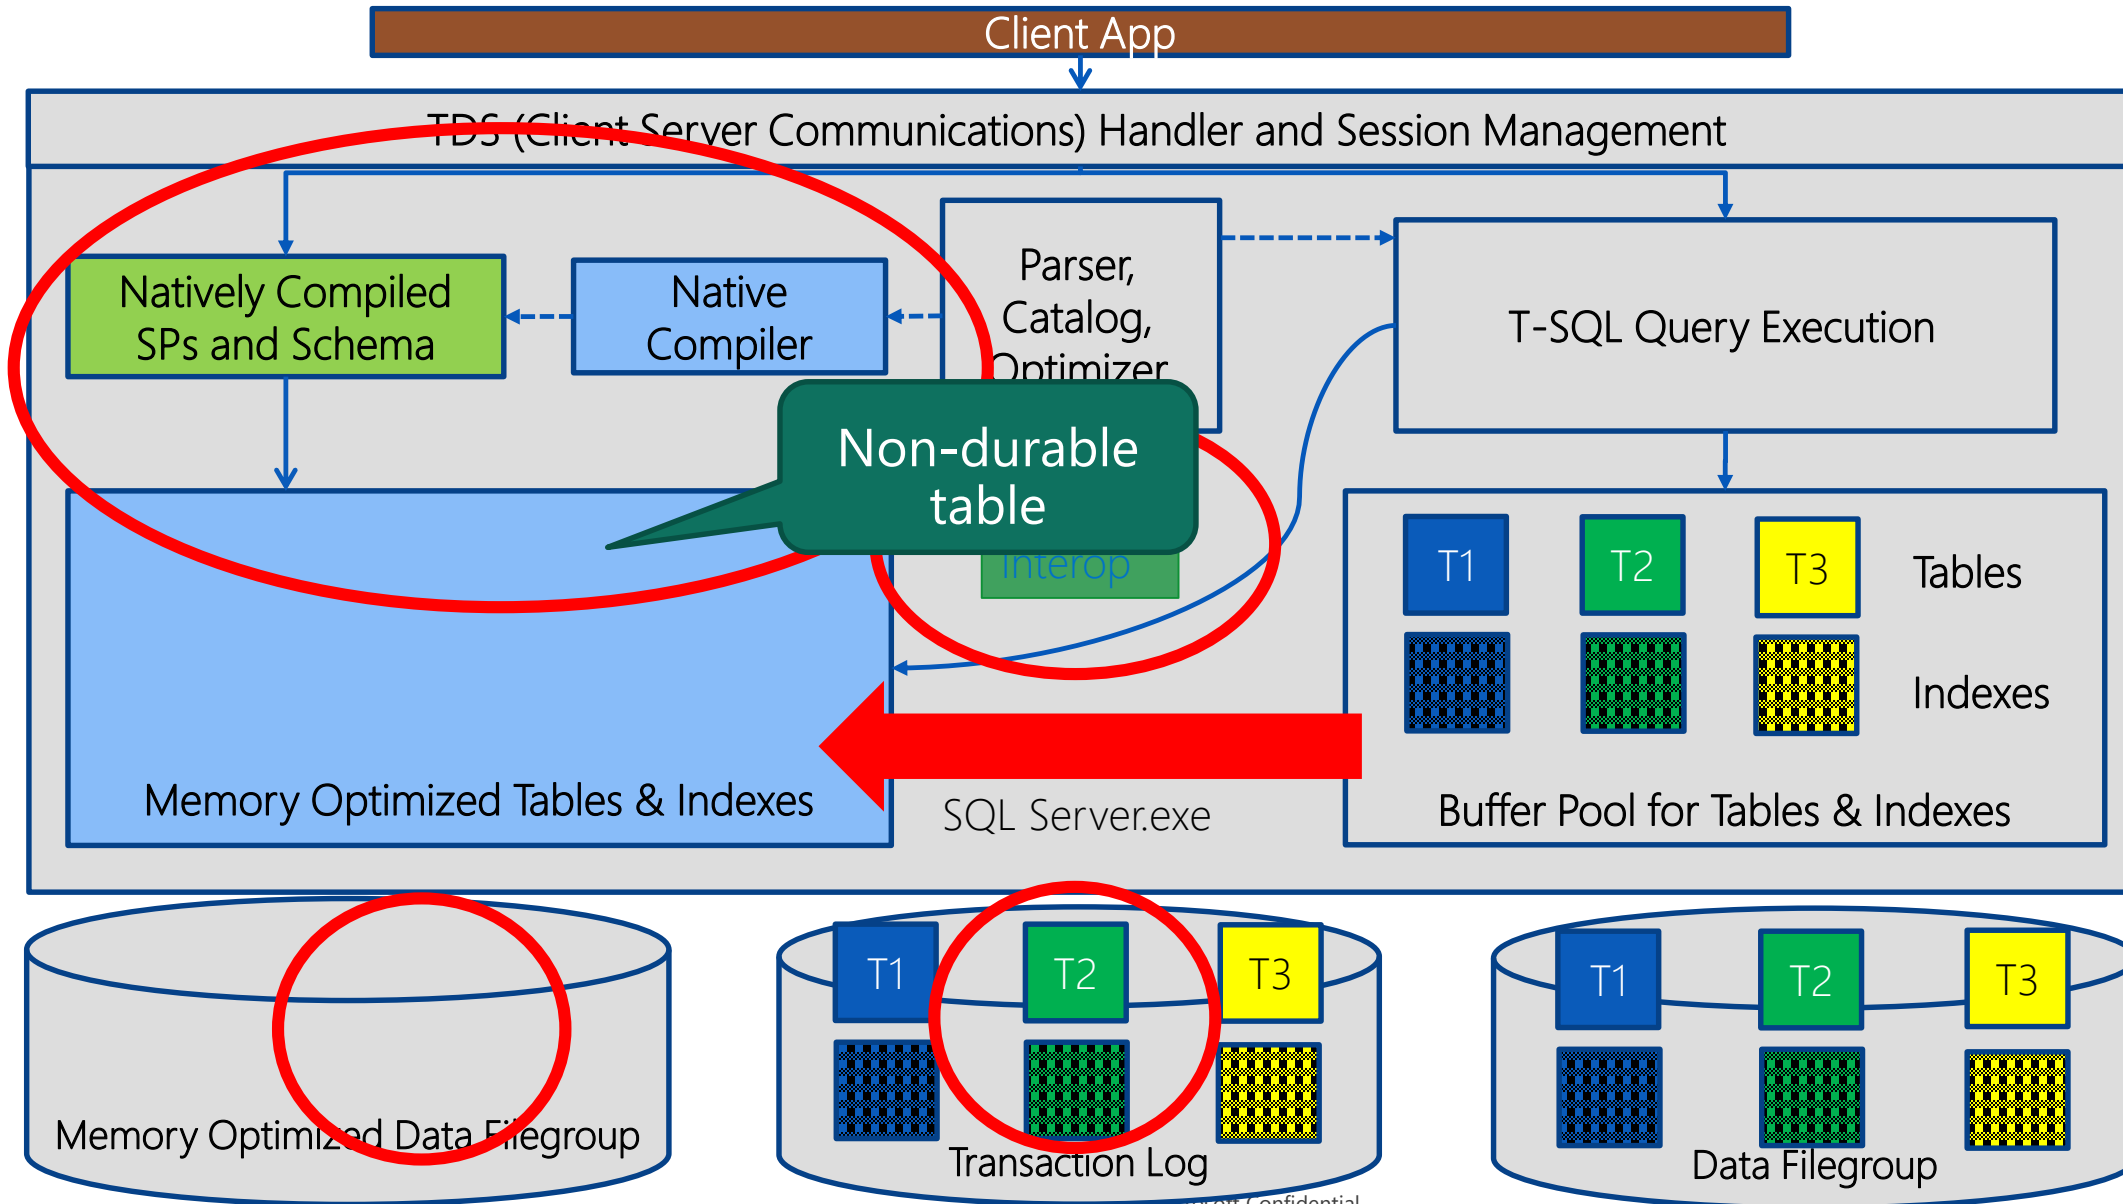 Client App
TDS (Client Server Communications) Handler and Session Management
Natively Compiled
SPs and Schema
Native
Compiler
Parser,
Catalog,
Optimizer
T-SQL Query Execution
Non-durable
table
Interop
T1
T2
T3
Tables
Indexes
Memory Optimized Tables & Indexes
SQL Server.exe
Buffer Pool for Tables & Indexes
T1
T2
T3
T1
T2
T3
Memory Optimized Data Filegroup
Transaction Log
Data Filegroup
Confidential